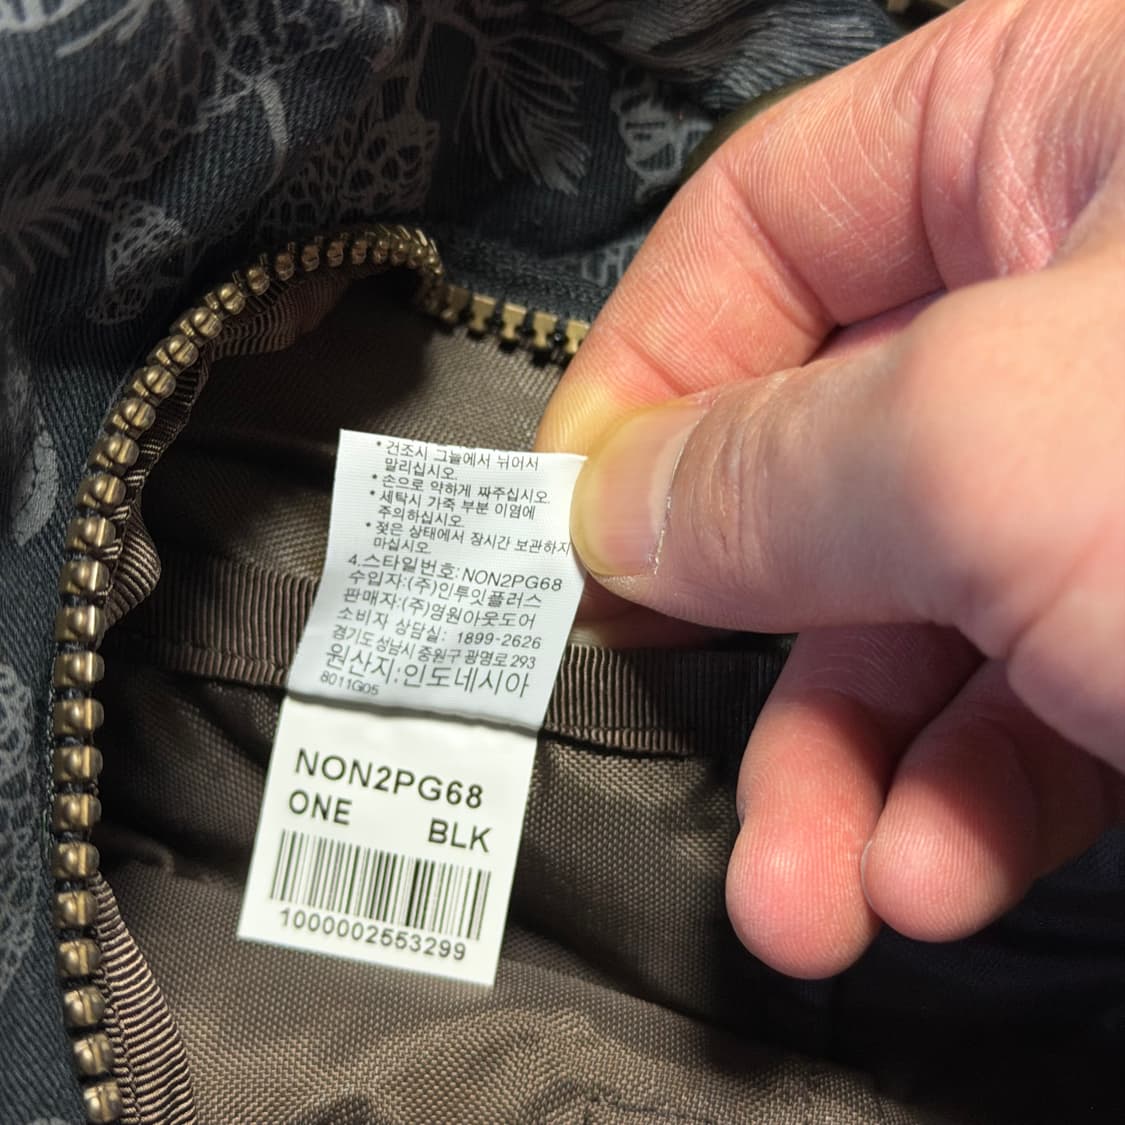 • 건조시 그늘에서 뉘어서
말리십시오.
• 손으로 약하게 짜주십시오.
• 세탁시 가죽 부분 이염에
주의하십시오.
• 젖은 상태에서 장시간 보관하지
마십시오.
4.스타일번호:NON2PG68
수입자:(주)인투잇플러스
판매자:(주)영원아웃도어
소비자 상담실: 1899-2626
경기도 성남시 중원구 광명로 293
원산지:인도네시아
8011G05
NON2PG68
ONE BLK
1000002553299